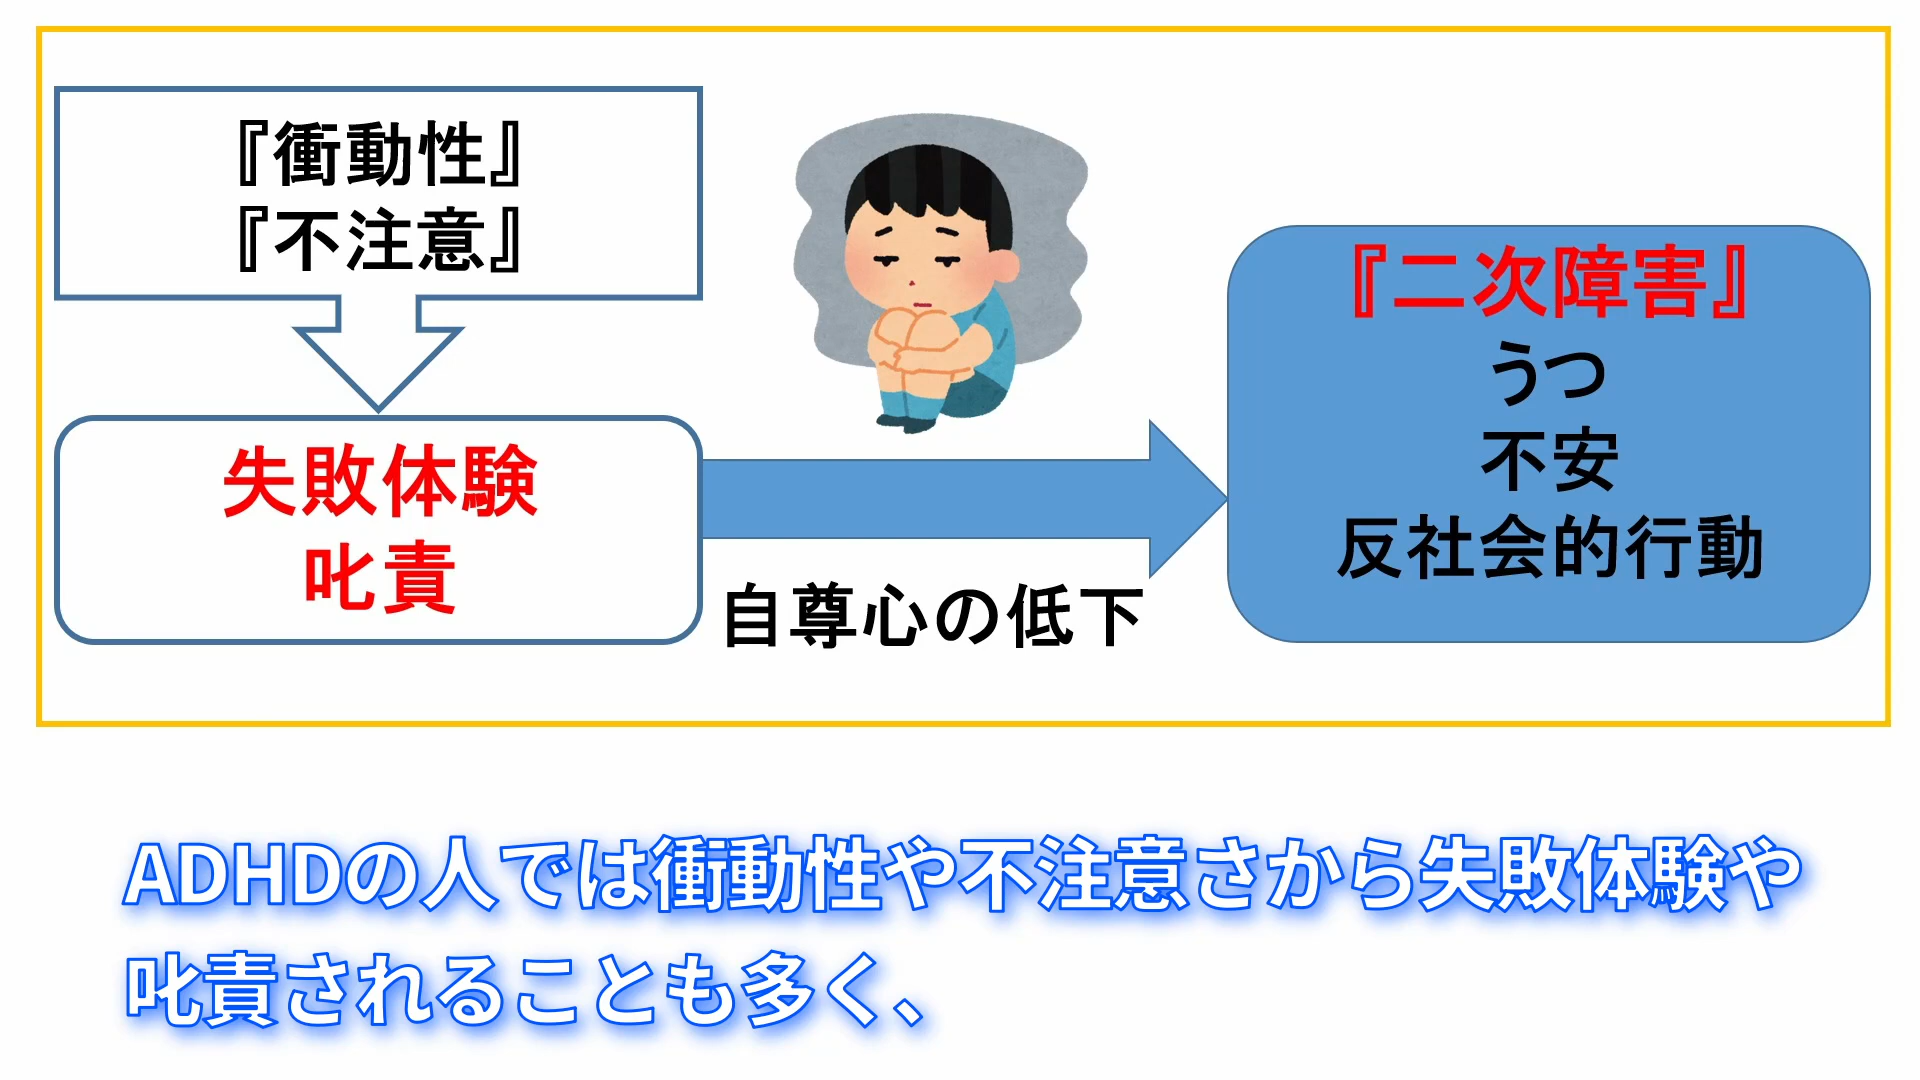 『衝動性』
『不注意』
失敗体験
叱責
自尊心の低下
『二次障害』
うつ
不安
反社会的行動
ADHDの人では衝動性や不注意さから失敗体験や
叱責されることも多く、